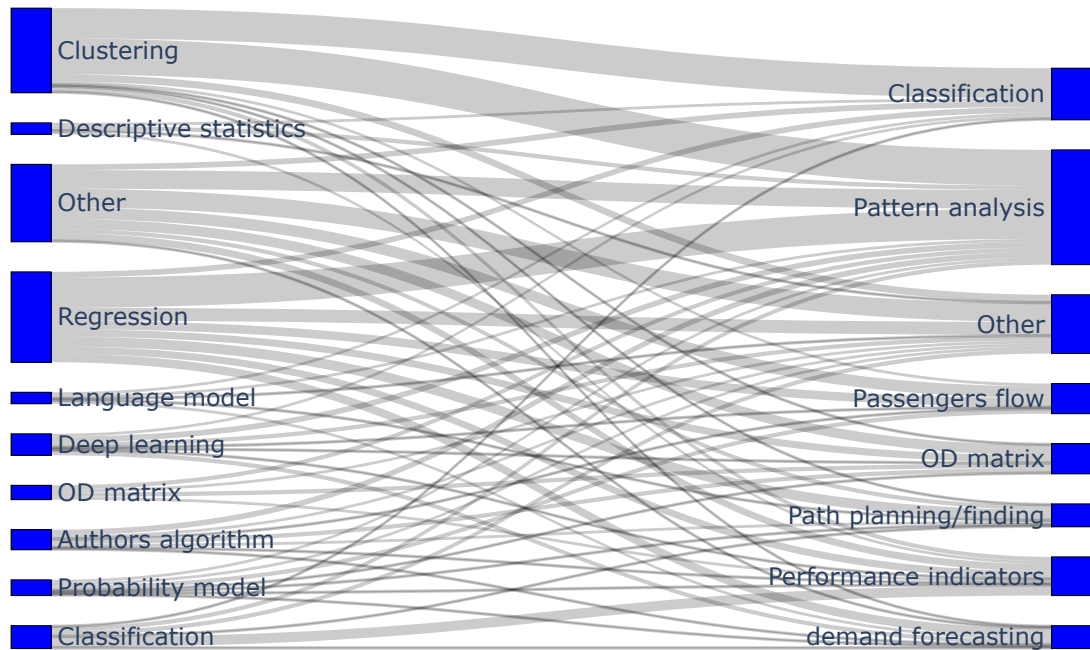 Clustering
Descriptive statistics
Other
Regression
Language model
Deep learning
OD matrix
Authors algorithm
Probability model
Classification
Classification
Pattern analysis
Other
Passengers flow
OD matrix
Path planning/finding
Performance indicators
demand forecasting